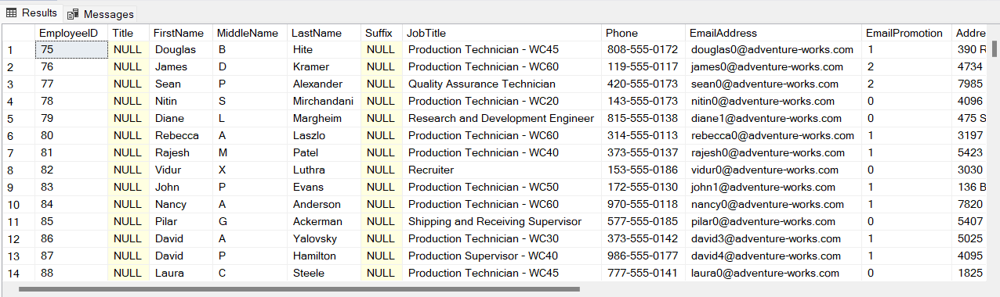 Results Messages
EmployeeID Title FirstName MiddleName LastName Suffix JobTitle Phone EmailAddress EmailPromotion Addre
1 75 NULL Douglas B Hite NULL Production Technician - WC45 808-555-0172 douglas0@adventure-works.com 1 390 R
2 76 NULL James D Kramer NULL Production Technician - WC60 119-555-0117 james0@adventure-works.com 2 4734
3 77 NULL Sean P Alexander NULL Quality Assurance Technician 420-555-0173 sean0@adventure-works.com 2 7985
4 78 NULL Nitin S Mirchandani NULL Production Technician - WC20 143-555-0173 nitin0@adventure-works.com 0 4096
5 79 NULL Diane L Margheim NULL Research and Development Engineer 815-555-0138 diane1@adventure-works.com 0 475 S
6 80 NULL Rebecca A Laszlo NULL Production Technician - WC60 314-555-0113 rebecca0@adventure-works.com 1 3197
7 81 NULL Rajesh M Patel NULL Production Technician - WC40 373-555-0137 rajesh0@adventure-works.com 1 5423
8 82 NULL Vidur X Luthra NULL Recruiter 153-555-0186 vidur0@adventure-works.com 0 3030
9 83 NULL John P Evans NULL Production Technician - WC50 172-555-0130 john1@adventure-works.com 1 136 B
10 84 NULL Nancy A Anderson NULL Production Technician - WC60 970-555-0118 nancy0@adventure-works.com 1 7820
11 85 NULL Pilar G Ackerman NULL Shipping and Receiving Supervisor 577-555-0185 pilar0@adventure-works.com 0 5407
12 86 NULL David A Yalovsky NULL Production Technician - WC30 373-555-0142 david3@adventure-works.com 1 5025
13 87 NULL David P Hamilton NULL Production Supervisor - WC40 986-555-0177 david4@adventure-works.com 1 4095
14 88 NULL Laura C Steele NULL Production Technician - WC45 777-555-0141 laura0@adventure-works.com 0 1825